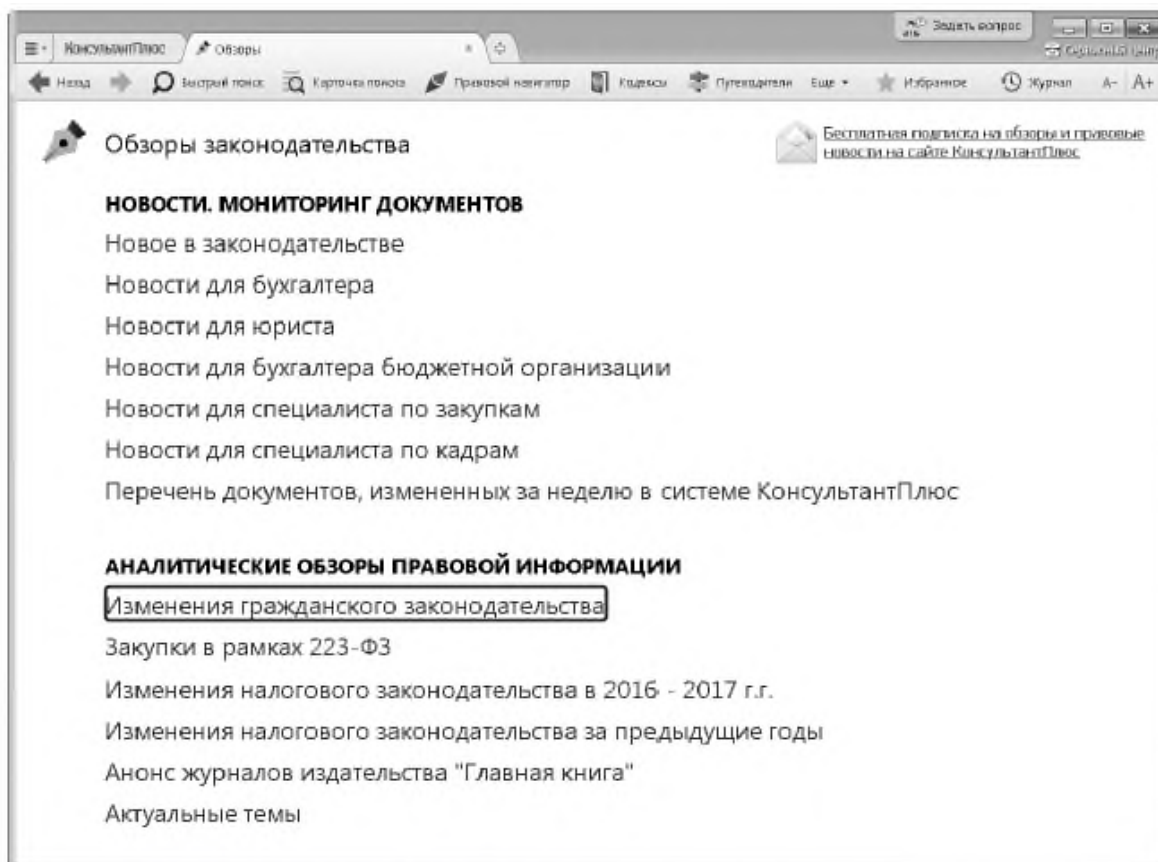 Задать вопрос
КонсультантПлюс
Обзоры
Назад Быстрый поиск Карточка поиска Правовой навигатор Кодексы Путеводители Еще Избранное Журнал A- A+
Обзоры законодательства
Бесплатная подписка на обзоры и правовые
новости на сайте КонсультантПлюс
НОВОСТИ. МОНИТОРИНГ ДОКУМЕНТОВ
Новое в законодательстве
Новости для бухгалтера
Новости для юриста
Новости для бухгалтера бюджетной организации
Новости для специалиста по закупкам
Новости для специалиста по кадрам
Перечень документов, измененных за неделю в системе КонсультантПлюс
АНАЛИТИЧЕСКИЕ ОБЗОРЫ ПРАВОВОЙ ИНФОРМАЦИИ
Изменения гражданского законодательства
Закупки в рамках 223-ФЗ
Изменения налогового законодательства в 2016 - 2017 г.г.
Изменения налогового законодательства за предыдущие годы
Анонс журналов издательства "Главная книга"
Актуальные темы